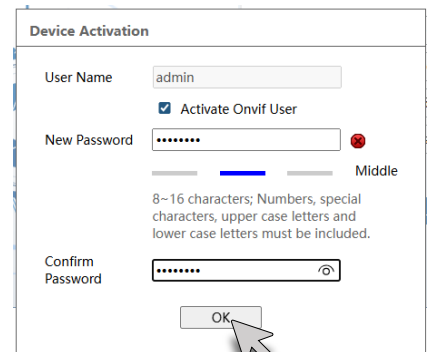 Device Activation
User Name admin
Activate Onvif User
New Password ••••••••
Middle
8~16 characters; Numbers, special
characters, upper case letters and
lower case letters must be included.
Confirm
Password ••••••••
OK